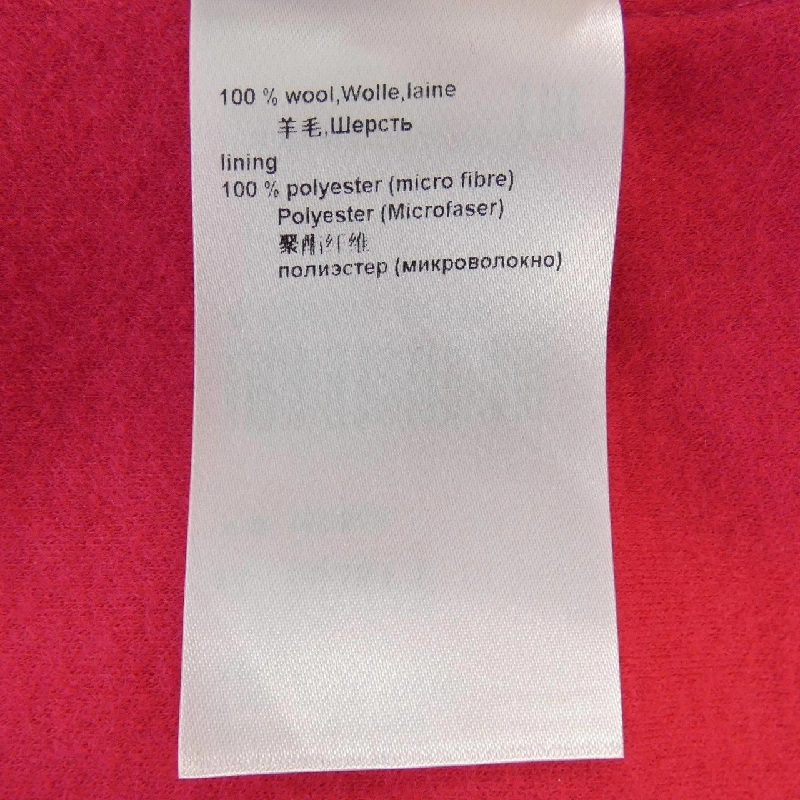 100 % wool,Wolle,laine
羊毛,Шерсть
lining
100 % polyester (micro fibre)
Polyester (Microfaser)
聚酯纤维
полиэстер (микроволокно)